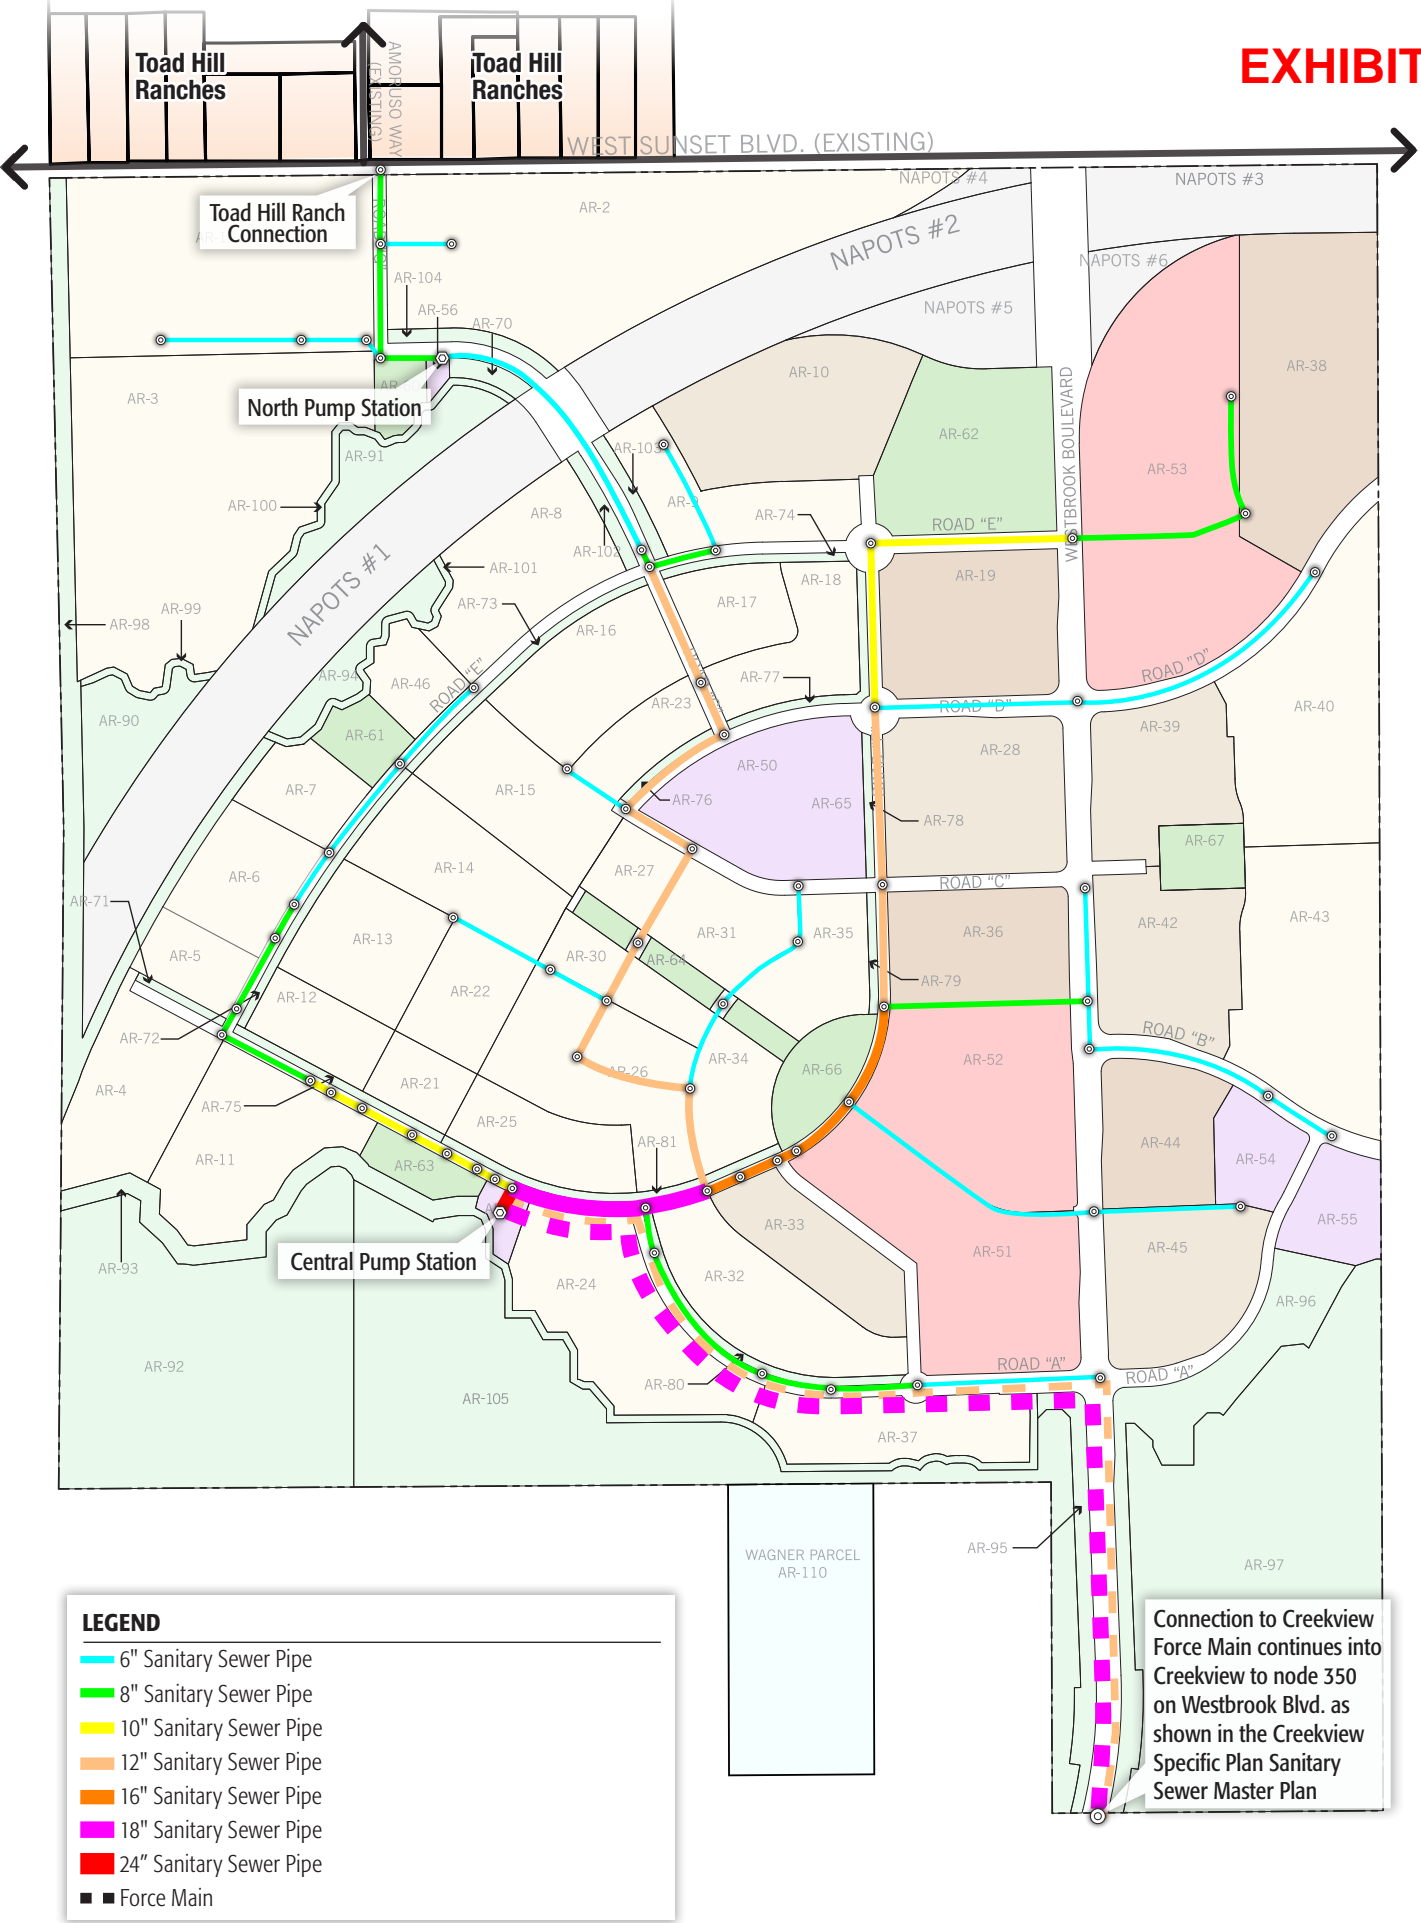 EXHIBIT
Toad Hill
Ranches
Toad Hill
Ranches
AMORUSO WAY
(EXISTING)
WEST SUNSET BLVD. (EXISTING)
NAPOTS #4
NAPOTS #3
AR-2
Toad Hill Ranch
Connection
NAPOTS #2
NAPOTS #6
AR-104
AR-56
AR-70
NAPOTS #5
AR-10
AR-38
AR-3
North Pump Station
WESTBROOK BOULEVARD
AR-62
AR-103
AR-91
AR-53
AR-100
AR-9
AR-8
AR-74
ROAD "E"
AR-102
AR-101
NAPOTS #1
AR-19
AR-18
AR-17
AR-73
AR-99
AR-98
AR-16
ROAD "D"
AR-94
AR-46
ROAD "E"
AR-77
AR-23
ROAD "D"
AR-40
AR-90
AR-61
AR-39
AR-28
AR-50
AR-7
AR-15
AR-76
AR-65
AR-78
AR-67
AR-14
AR-27
AR-6
ROAD "C"
AR-71
AR-43
AR-42
AR-13
AR-31
AR-35
AR-36
AR-5
AR-30
AR-64
AR-79
AR-22
AR-12
AR-72
ROAD "B"
AR-34
AR-52
AR-66
AR-26
AR-4
AR-21
AR-75
AR-25
AR-81
AR-44
AR-11
AR-63
AR-54
AR-33
AR-55
AR-51
AR-45
Central Pump Station
AR-93
AR-32
AR-24
AR-96
AR-92
ROAD "A"
ROAD "A"
AR-80
AR-105
AR-37
AR-95
WAGNER PARCEL
AR-110
AR-97
Connection to Creekview
Force Main continues into
Creekview to node 350
on Westbrook Blvd. as
shown in the Creekview
Specific Plan Sanitary
Sewer Master Plan
LEGEND
6" Sanitary Sewer Pipe
8" Sanitary Sewer Pipe
10" Sanitary Sewer Pipe
12" Sanitary Sewer Pipe
16" Sanitary Sewer Pipe
18" Sanitary Sewer Pipe
24” Sanitary Sewer Pipe
Force Main